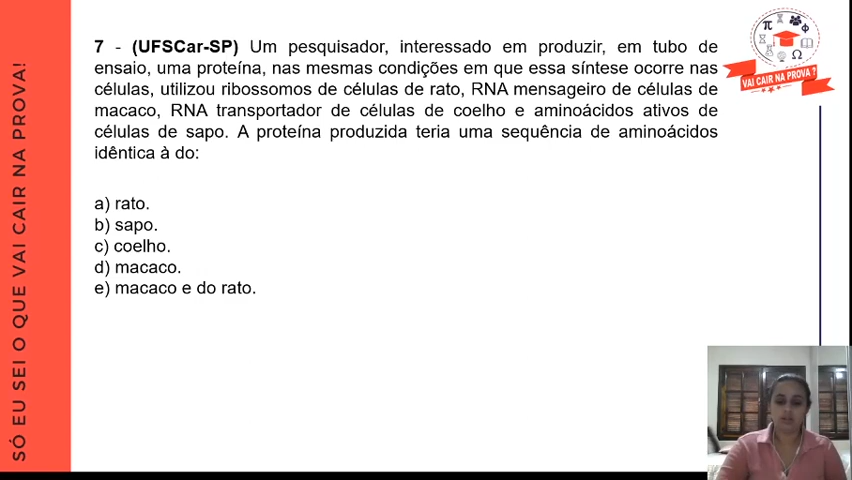 7 - (UFSCar-SP) Um pesquisador, interessado em produzir, em tubo de
ensaio, uma proteína, nas mesmas condições em que essa síntese ocorre nas
células, utilizou ribossomos de células de rato, RNA mensageiro de células de
macaco, RNA transportador de células de coelho e aminoácidos ativos de
células de sapo. A proteína produzida teria uma sequência de aminoácidos
idêntica à do:
a) rato.
b) sapo.
c) coelho.
d) macaco.
e) macaco e do rato.
SÓ EU SEI O QUE VAI CAIR NA PROVA!
VAI CAIR NA PROVA ?